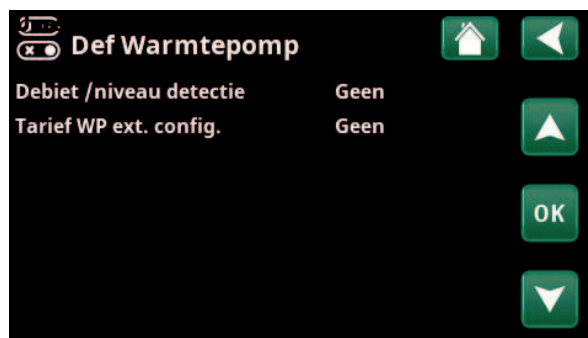 Def Warmtepomp
Debiet /niveau detectie Geen
Tarief WP ext. config. Geen
OK